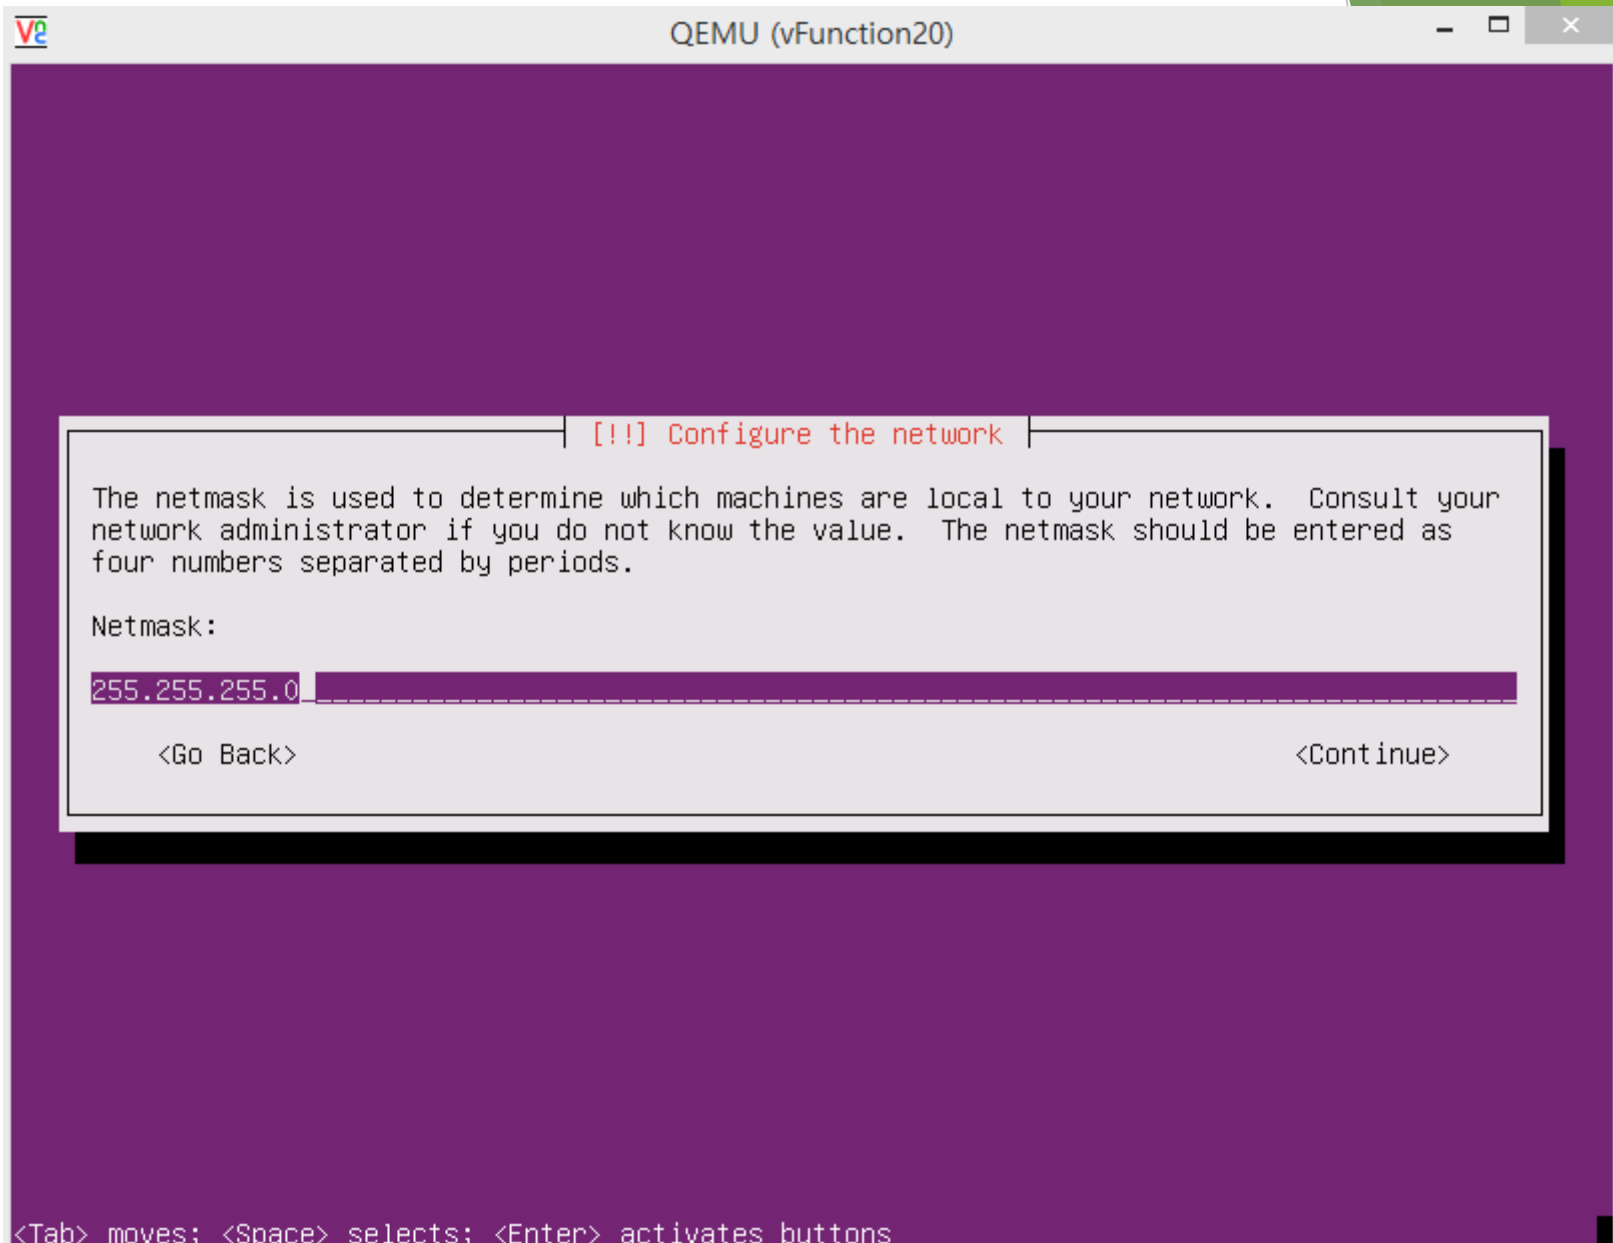 QEMU (vFunction20)
[!!] Configure the network
The netmask is used to determine which machines are local to your network.  Consult your
network administrator if you do not know the value.  The netmask should be entered as
four numbers separated by periods.
Netmask:
255.255.255.0
<Go Back> <Continue>
<Tab> moves; <Space> selects; <Enter> activates buttons